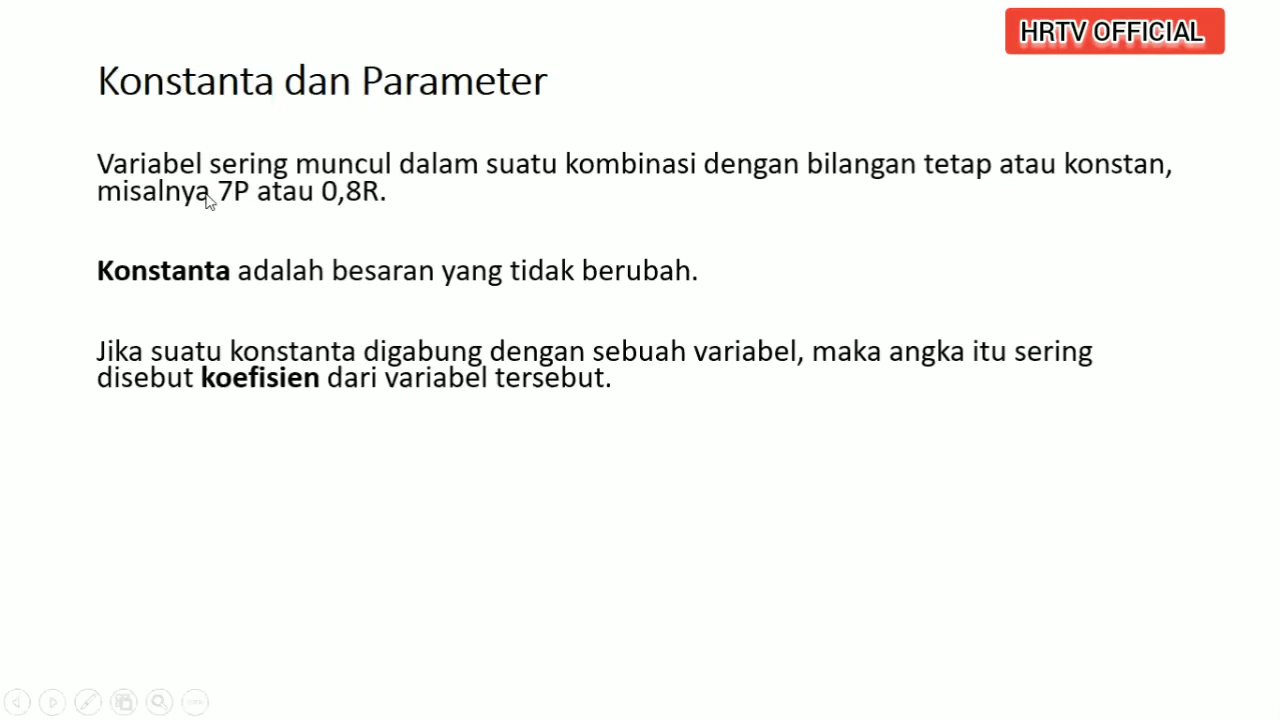 HRTV OFFICIAL
Konstanta dan Parameter
Variabel sering muncul dalam suatu kombinasi dengan bilangan tetap atau konstan,
misalnya 7P atau 0,8R.
Konstanta adalah besaran yang tidak berubah.
Jika suatu konstanta digabung dengan sebuah variabel, maka angka itu sering
disebut koefisien dari variabel tersebut.